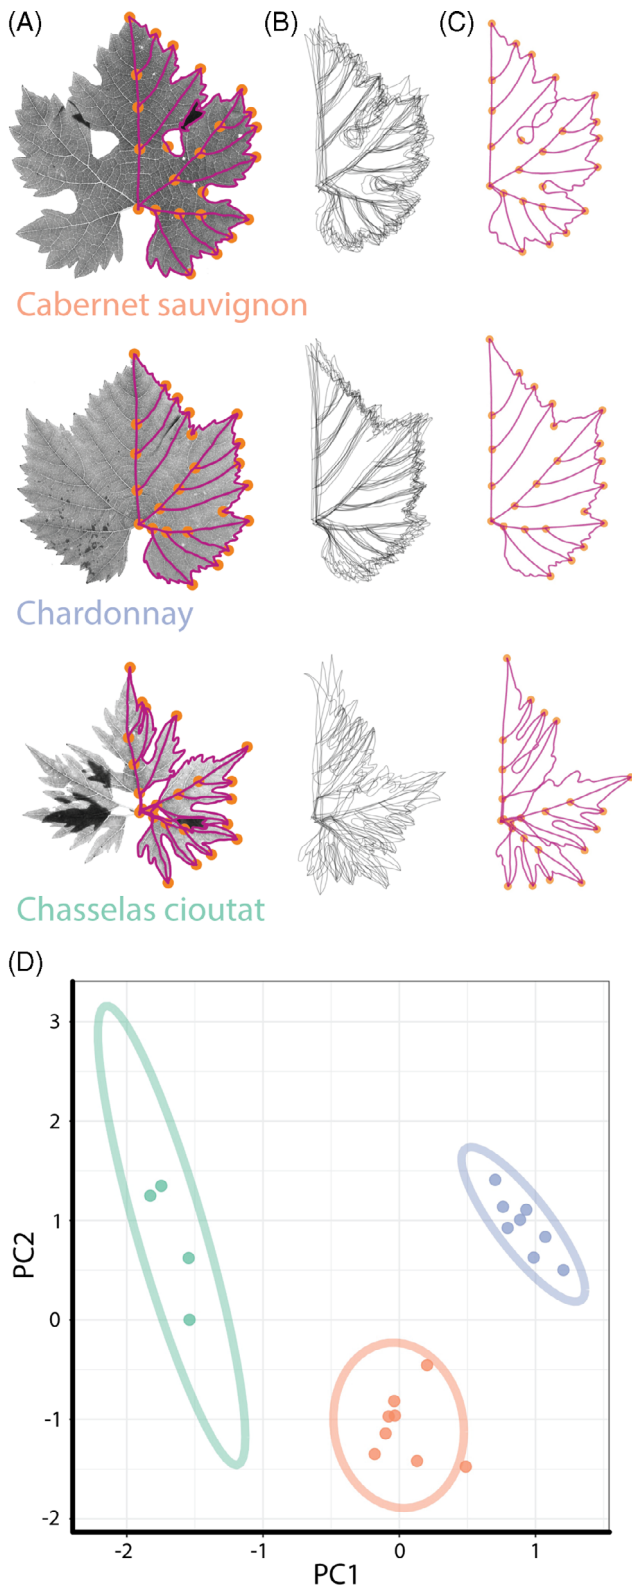 (A) (B) (C)
Cabernet sauvignon
Chardonnay
Chasselas cioutat
(D)
3
2
1
0
-1
-2
PC2
-2 -1 0 1
PC1